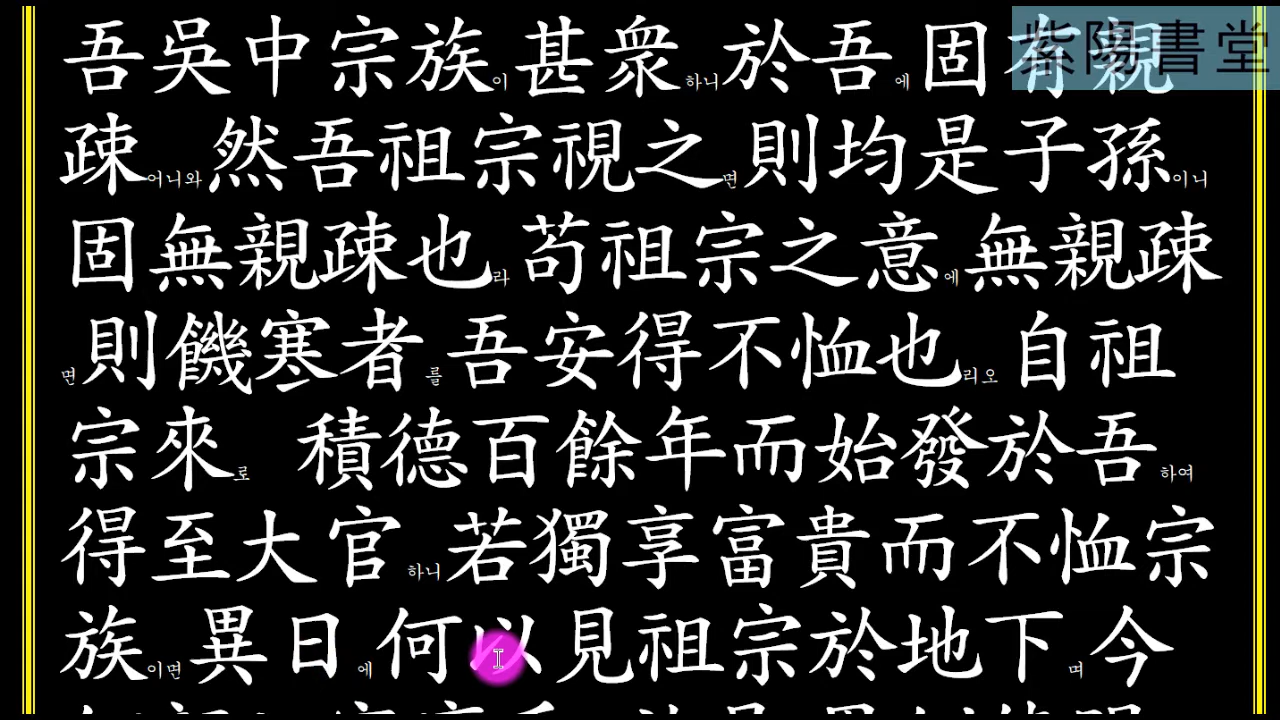 紫陽書堂
吾吳中宗族이 甚衆하니 於吾에 固有親
疎어니와 然吾祖宗視之면 則均是子孫이니
固無親疎也라 苟祖宗之意에 無親疎
면 則饑寒者를 吾安得不恤也리오 自祖
宗來로 積德百餘年而始發於吾하여
得至大官하니 若獨享富貴而不恤宗
族이면 異日에 何以見祖宗於地下며 今